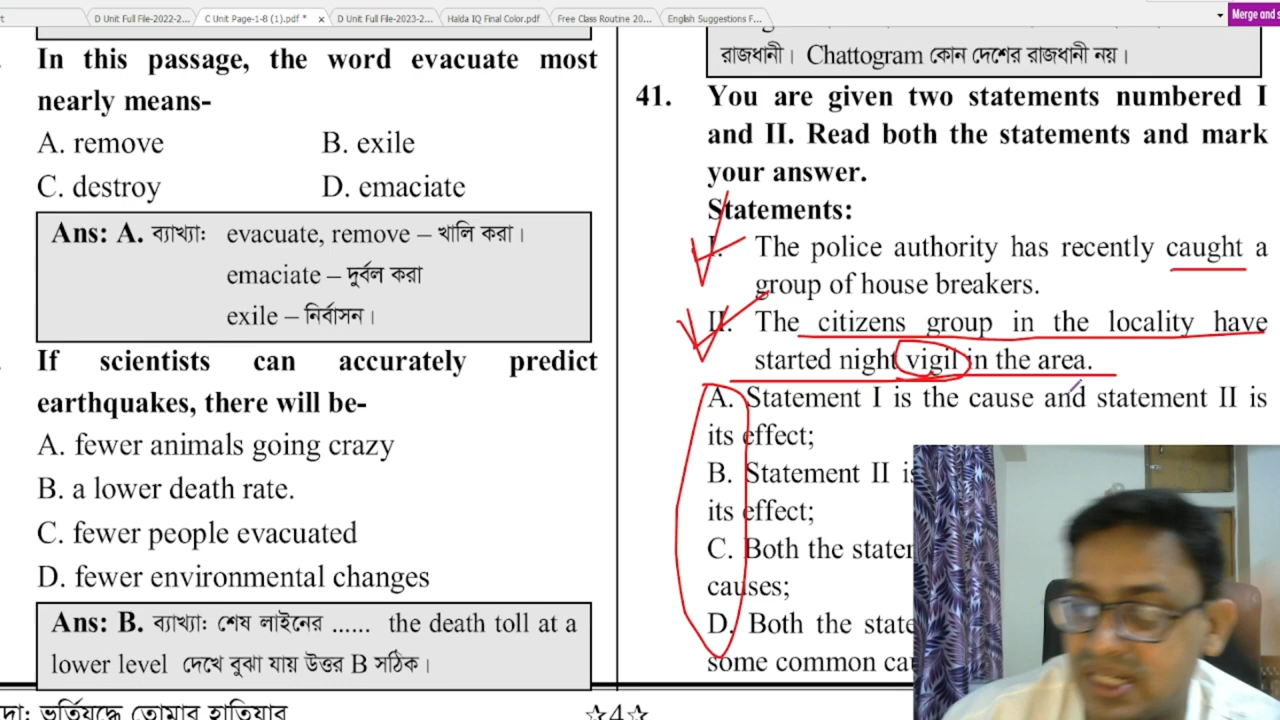 D Unit Full File-2022-2...
C Unit Page-1-8 (1).pdf *
D Unit Full File-2023-2...
Halda IQ Final Color.pdf
Free Class Routine 20...
English Suggestions F...
Merge and s
In this passage, the word evacuate most
nearly means-
A. remove B. exile
C. destroy D. emaciate
Ans: A. ব্যাখ্যাঃ evacuate, remove – খালি করা।
emaciate – দুর্বল করা
exile – নির্বাসন।
If scientists can accurately predict
earthquakes, there will be-
A. fewer animals going crazy
B. a lower death rate.
C. fewer people evacuated
D. fewer environmental changes
Ans: B. ব্যাখ্যাঃ শেষ লাইনের ...... the death toll at a
lower level দেখে বুঝা যায় উত্তর B সঠিক।
রাজধানী। Chattogram কোন দেশের রাজধানী নয়।
41. You are given two statements numbered I
and II. Read both the statements and mark
your answer.
Statements:
I. The police authority has recently caught a
group of house breakers.
II. The citizens group in the locality have
started night vigil in the area.
A. Statement I is the cause and statement II is
its effect;
B. Statement II is
its effect;
C. Both the stater
causes;
D. Both the state
some common cau
ভর্তিযুদ্ধে তোমার হাতিয়ার
☆4☆